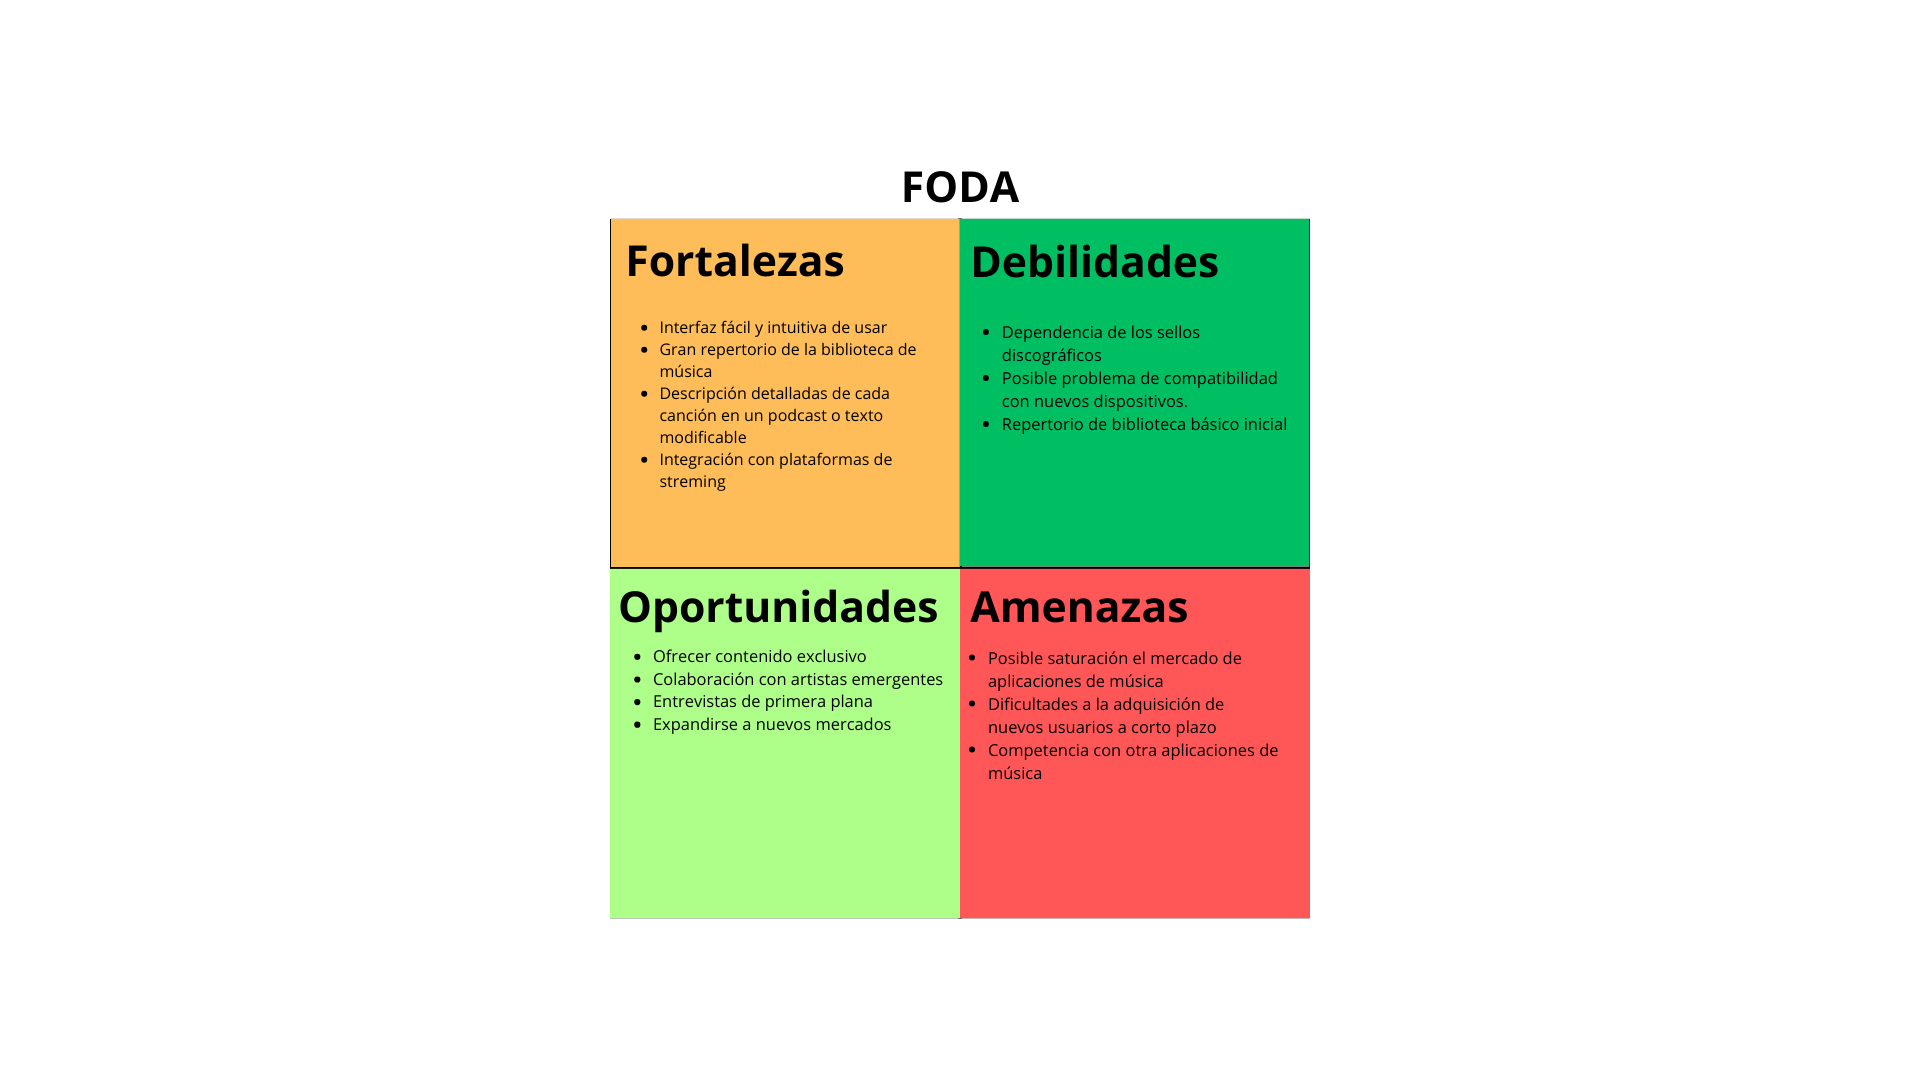 FODA
Fortalezas
Interfaz fácil y intuitiva de usar
Gran repertorio de la biblioteca de
música
Descripción detalladas de cada
canción en un podcast o texto
modificable
Integración con plataformas de
streming
Debilidades
Dependencia de los sellos
discográficos
Posible problema de compatibilidad
con nuevos dispositivos.
Repertorio de biblioteca básico inicial
Oportunidades
Ofrecer contenido exclusivo
Colaboración con artistas emergentes
Entrevistas de primera plana
Expandirse a nuevos mercados
Amenazas
Posible saturación el mercado de
aplicaciones de música
Dificultades a la adquisición de
nuevos usuarios a corto plazo
Competencia con otra aplicaciones de
música